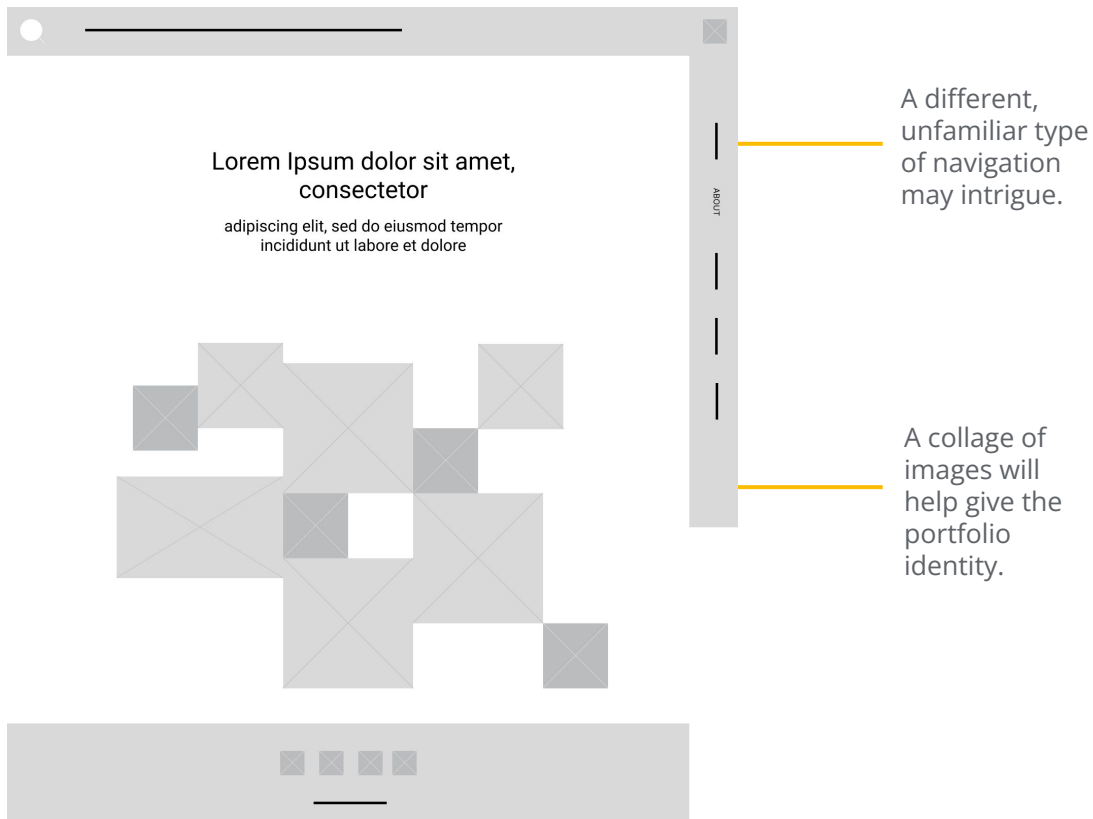 Lorem Ipsum dolor sit amet,
consectetor
adipiscing elit, sed do eiusmod tempor
incididunt ut labore et dolore
ABOUT
A different,
unfamiliar type
of navigation
may intrigue.
A collage of
images will
help give the
portfolio
identity.